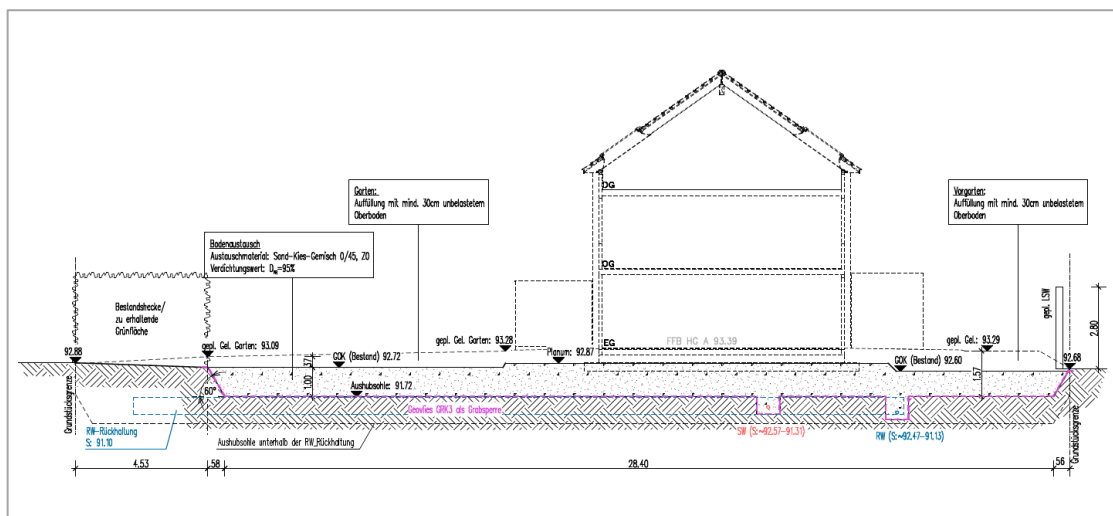 Garten:
Auffüllung mit mind. 30cm unbelastetem
Oberboden
Vorgarten:
Auffüllung mit mind. 30cm unbelastetem
Oberboden
Bodenaustausch
Austauschmaterial: Sand-Kies-Gemisch 0/45, Z0
Verdichtungswert: DPr=95%
DG
OG
EG
Bestandshecke/
zu erhaltende
Grünfläche
gepl. LSW
2.80
FFB HG A 93.39
gepl. Gel. Garten: 93.09
gepl. Gel. Garten: 93.28
gepl. Gel.: 93.29
92.88
GOK (Bestand) 92.72
Planum: 92.87
GOK (Bestand) 92.60
92.68
37
1.00
1.57
60°
Aushubsohle: 91.72
Geovlies GRK3 als Grabsperre
Grundstücksgrenze
Grundstücksgrenze
RW-Rückhaltung
S: 91.10
Aushubsohle unterhalb der RW_Rückhaltung
SW (S:~92.57-91.31)
RW (S:~92.47-91.13)
4.53
58
28.40
56